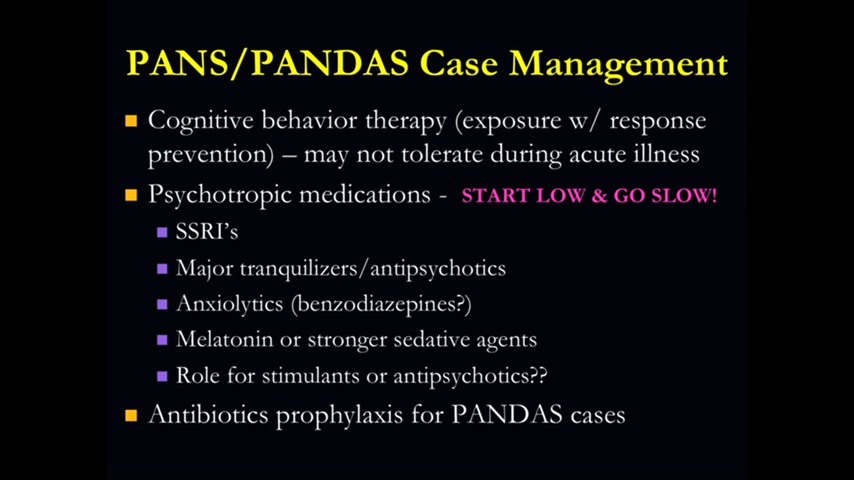 PANS/PANDAS Case Management
Cognitive behavior therapy (exposure w/ response
prevention) – may not tolerate during acute illness
Psychotropic medications - START LOW & GO SLOW!
SSRI's
Major tranquilizers/antipsychotics
Anxiolytics (benzodiazepines?)
Melatonin or stronger sedative agents
Role for stimulants or antipsychotics??
Antibiotics prophylaxis for PANDAS cases